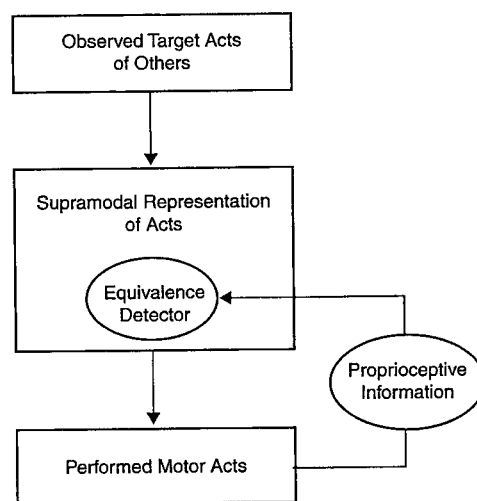 Observed Target Acts
of Others
Supramodal Representation
of Acts
Equivalence
Detector
Proprioceptive
Information
Performed Motor Acts